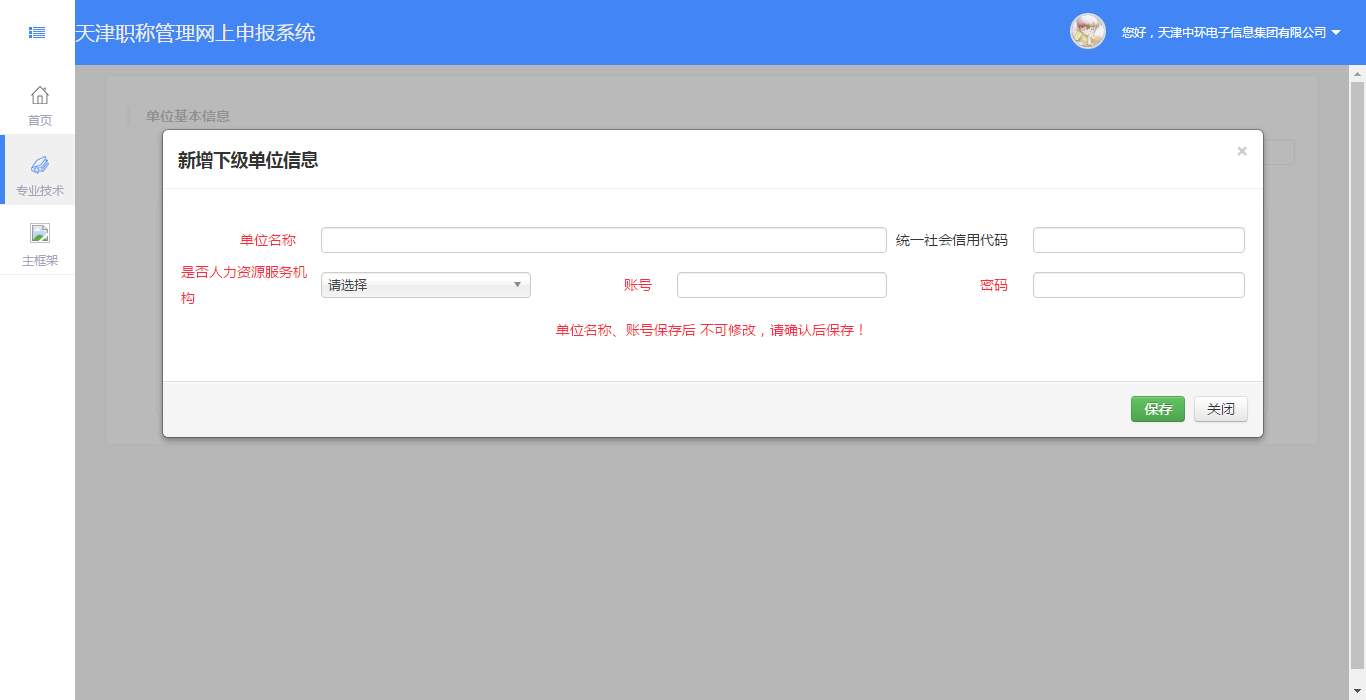 天津职称管理网上申报系统
您好，天津中环电子信息集团有限公司
首页
专业技术
主框架
单位基本信息
新增下级单位信息
×
单位名称
统一社会信用代码
是否人力资源服务机
构
请选择
账号
密码
单位名称、账号保存后 不可修改，请确认后保存！
保存
关闭